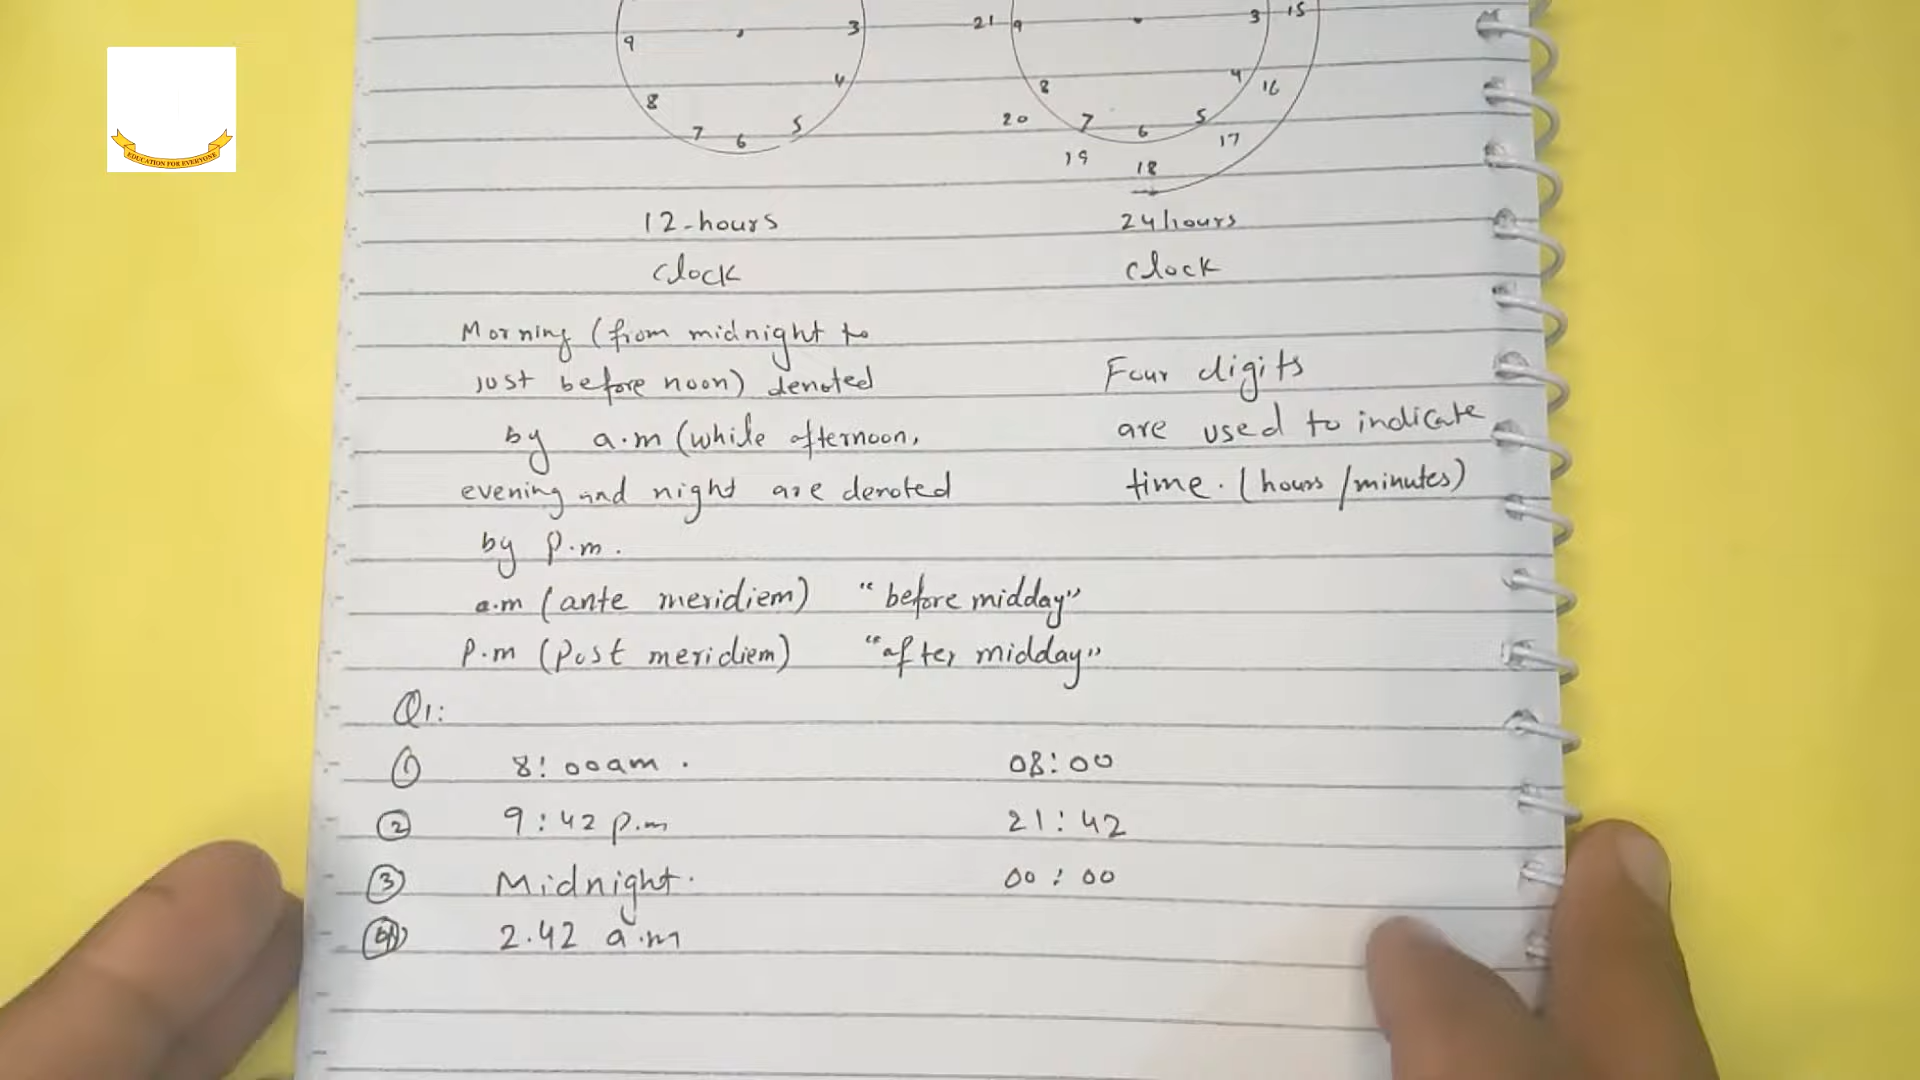 9 3 21 9 3 15
8 4 8 4 16
7 6 5 20 7 6 5 17
19 18
EDUCATION FOR EVERYONE
12-hours 24 hours
clock clock
Morning (from midnight to
just before noon) denoted
by a.m (while afternoon,
evening and night are denoted
by p.m.
Four digits
are used to indicate
time. (hours/minutes)
a.m (ante meridiem) "before midday"
P.m (Post meridiem) "after midday"
Q1:
① 8:00am. 08:00
② 9:42 p.m 21:42
③ Midnight. 00:00
④ 2.42 a.m